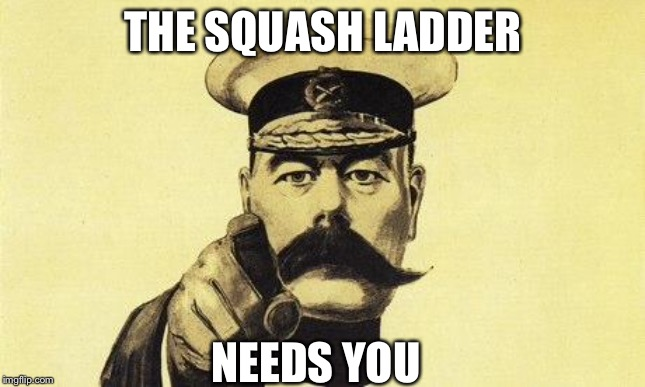 THE SQUASH LADDER
NEEDS YOU
imgflip.com